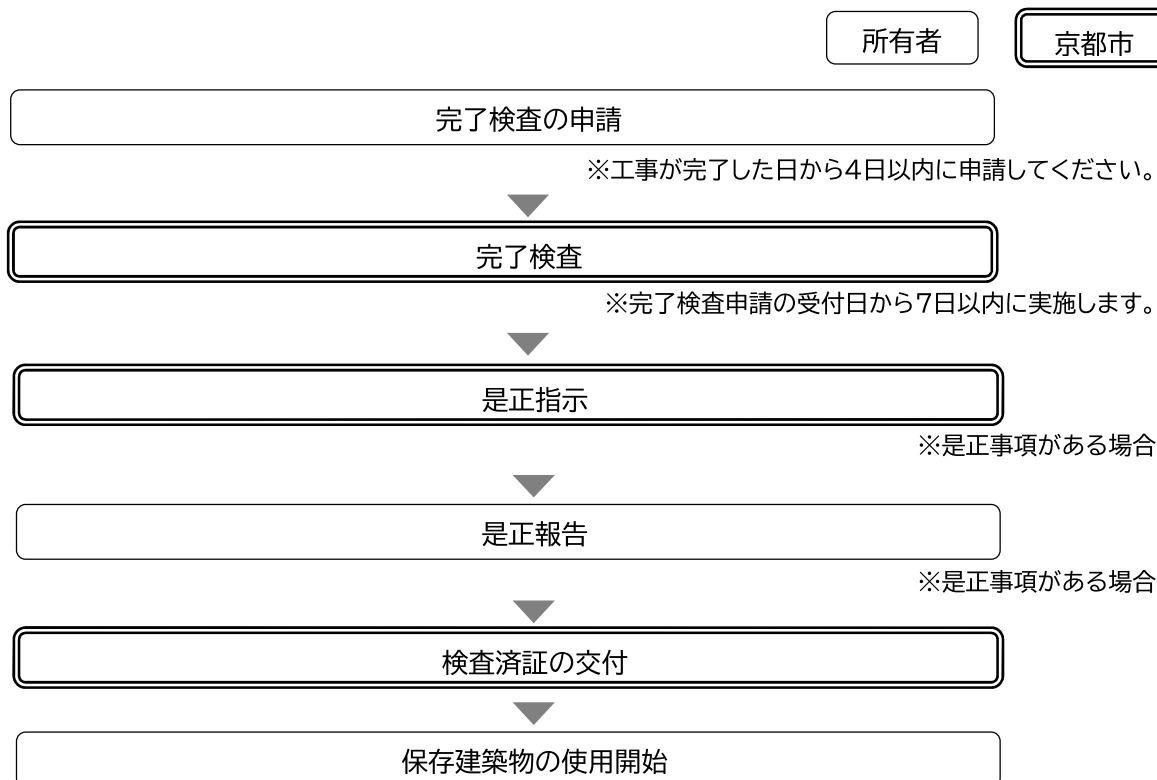 所有者
京都市
完了検査の申請
※工事が完了した日から4日以内に申請してください。
完了検査
※完了検査申請の受付日から7日以内に実施します。
是正指示
※是正事項がある場合
是正報告
※是正事項がある場合
検査済証の交付
保存建築物の使用開始